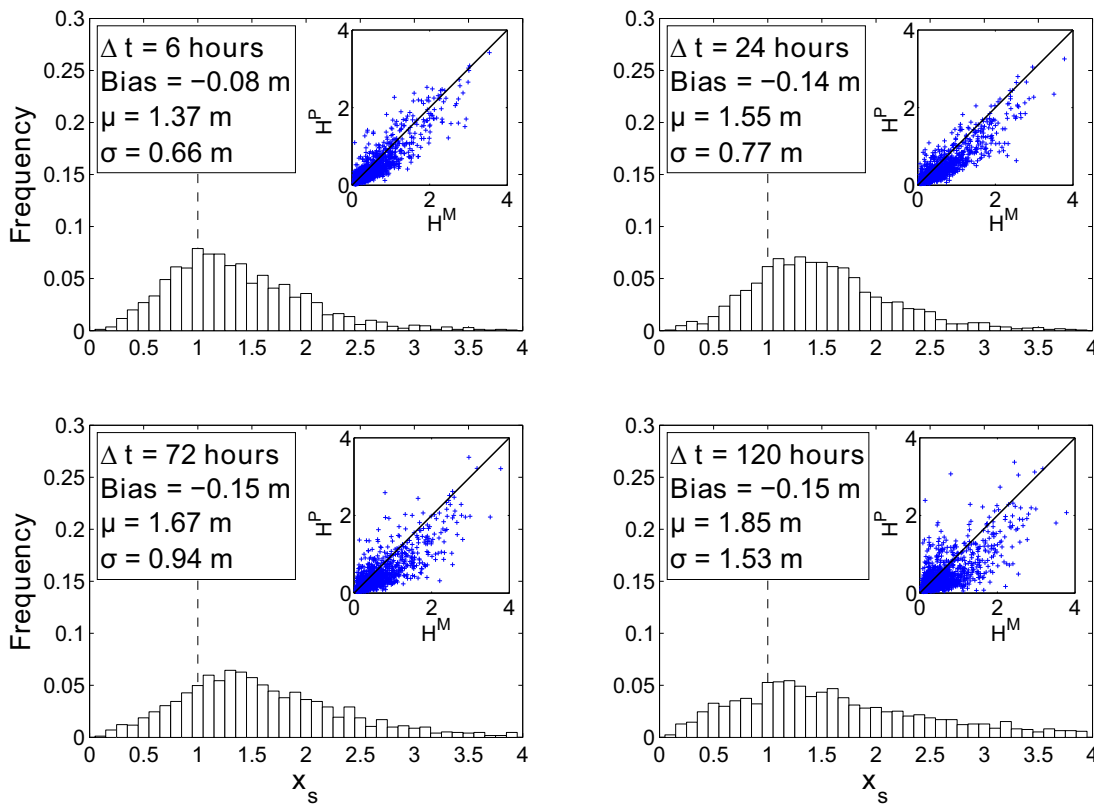 Δ t = 6 hours
Bias = −0.08 m
μ = 1.37 m
σ = 0.66 m
Frequency
0.3
0.25
0.2
0.15
0.1
0.05
0
0 0.5 1 1.5 2 2.5 3 3.5 4
H^P
4
2
0
0 2 4
H^M
Δ t = 24 hours
Bias = −0.14 m
μ = 1.55 m
σ = 0.77 m
0.3
0.25
0.2
0.15
0.1
0.05
0
0 0.5 1 1.5 2 2.5 3 3.5 4
H^P
4
2
0
0 2 4
H^M
Δ t = 72 hours
Bias = −0.15 m
μ = 1.67 m
σ = 0.94 m
Frequency
0.3
0.25
0.2
0.15
0.1
0.05
0
0 0.5 1 1.5 2 2.5 3 3.5 4
x_s
H^P
4
2
0
0 2 4
H^M
Δ t = 120 hours
Bias = −0.15 m
μ = 1.85 m
σ = 1.53 m
0.3
0.25
0.2
0.15
0.1
0.05
0
0 0.5 1 1.5 2 2.5 3 3.5 4
x_s
H^P
4
2
0
0 2 4
H^M